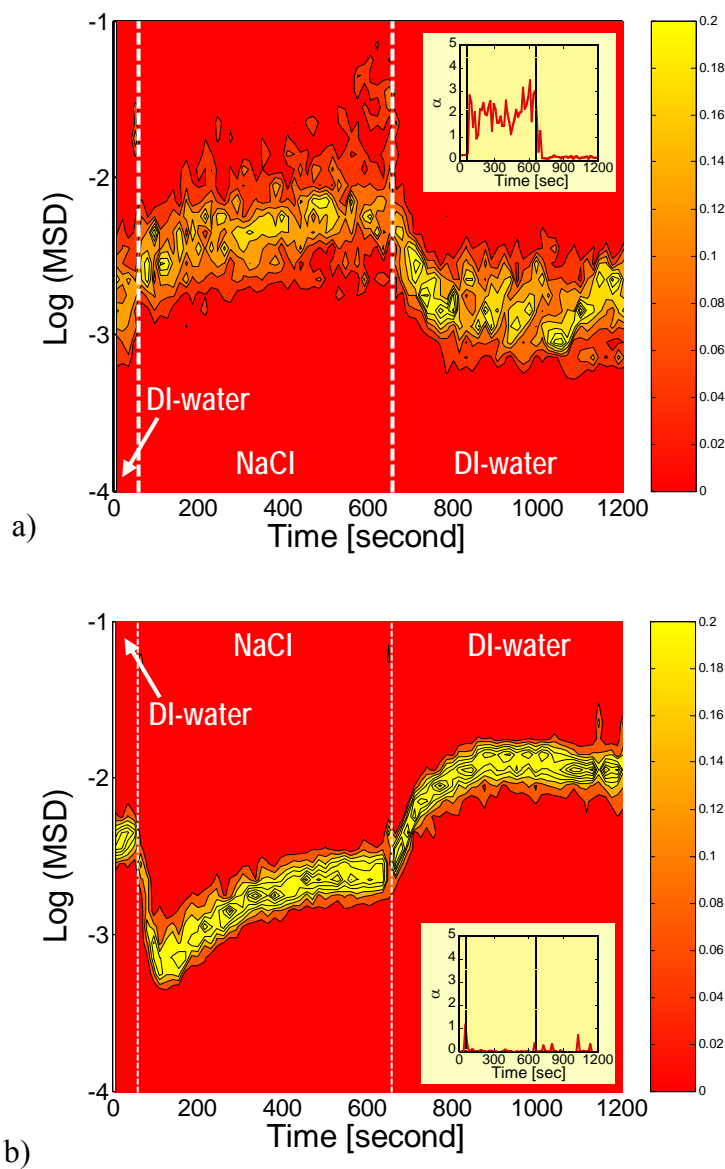 -1
-2
-3
-4
Log (MSD)
0 200 400 600 800 1000 1200
Time [second]
DI-water
NaCl
DI-water
5
4
3
2
1
0
α
0 300 600 900 1200
Time [sec]
0.2
0.18
0.16
0.14
0.12
0.1
0.08
0.06
0.04
0.02
0
a)
-1
-2
-3
-4
Log (MSD)
NaCl
DI-water
DI-water
5
4
3
2
1
0
α
0 300 600 900 1200
Time [sec]
0 200 400 600 800 1000 1200
Time [second]
0.2
0.18
0.16
0.14
0.12
0.1
0.08
0.06
0.04
0.02
0
b)